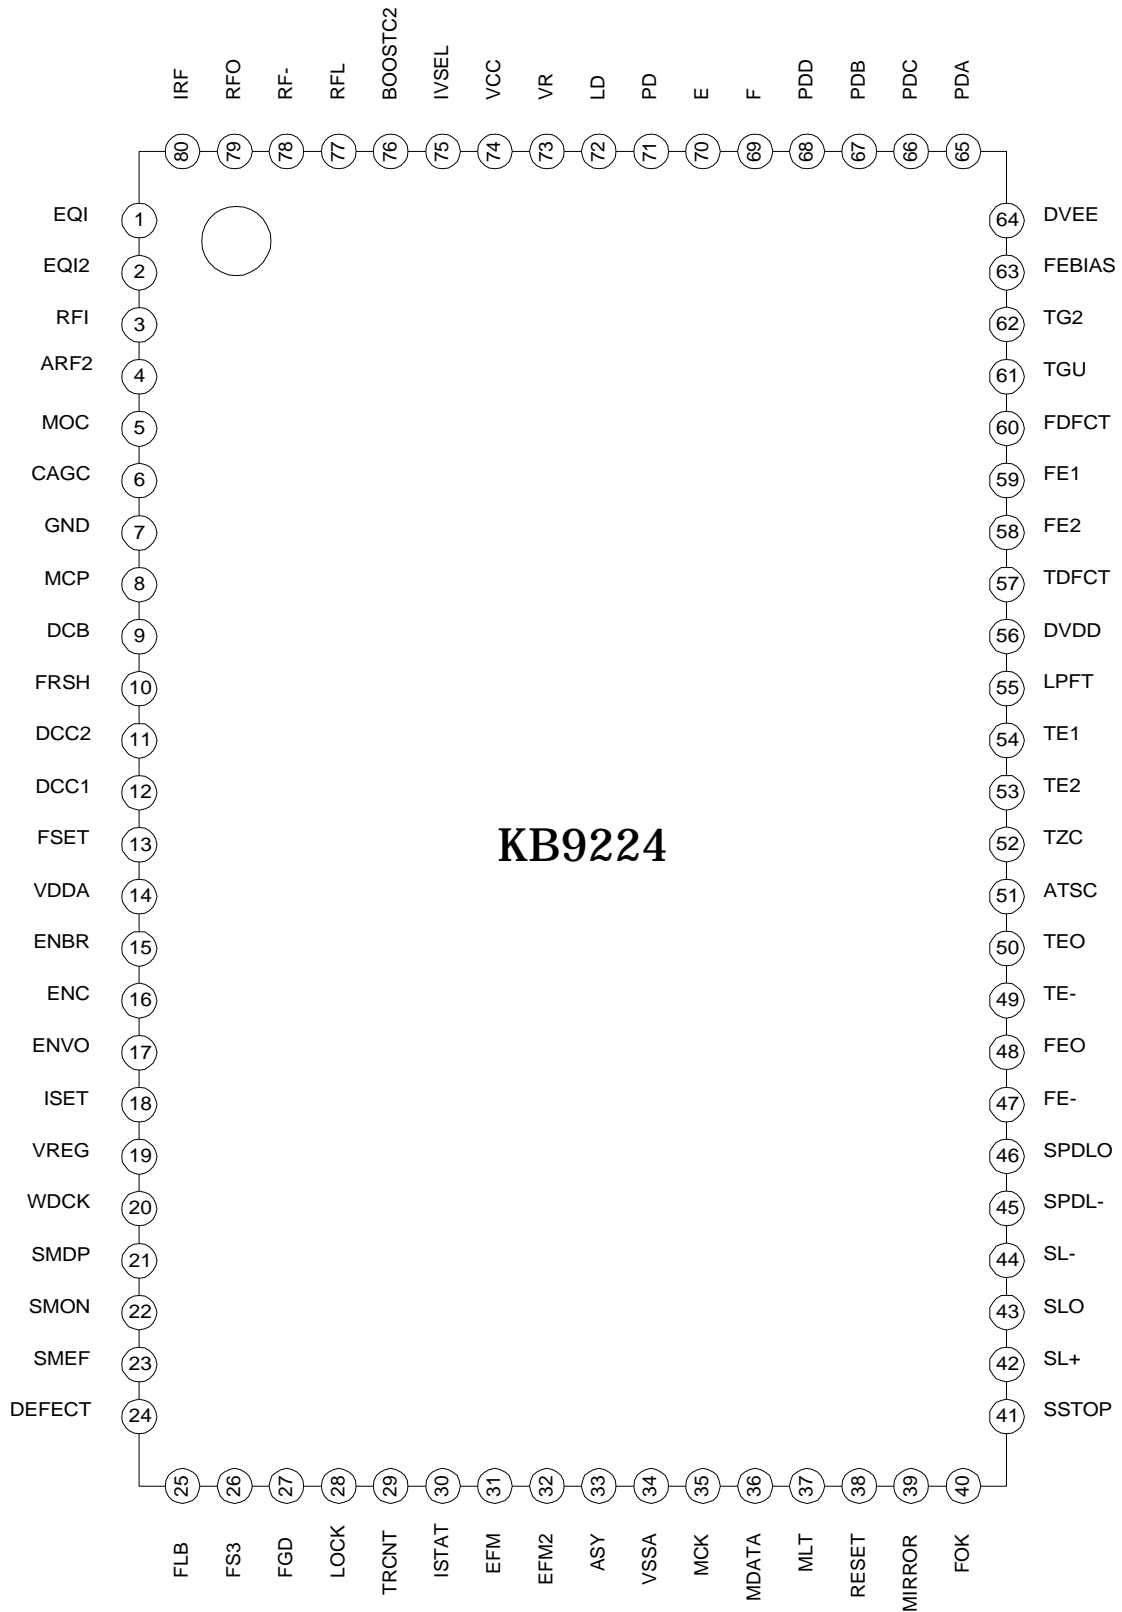 IRF
RFO
RF-
RFL
BOOSTC2
IVSEL
VCC
VR
LD
PD
E
F
PDD
PDB
PDC
PDA
80
79
78
77
76
75
74
73
72
71
70
69
68
67
66
65
EQI 1
64 DVEE
EQI2 2
63 FEBIAS
RFI 3
62 TG2
ARF2 4
61 TGU
MOC 5
60 FDFCT
CAGC 6
59 FE1
GND 7
58 FE2
MCP 8
57 TDFCT
DCB 9
56 DVDD
FRSH 10
55 LPFT
DCC2 11
54 TE1
DCC1 12
53 TE2
FSET 13
52 TZC
KB9224
VDDA 14
51 ATSC
ENBR 15
50 TEO
ENC 16
49 TE-
ENVO 17
48 FEO
ISET 18
47 FE-
VREG 19
46 SPDLO
WDCK 20
45 SPDL-
SMDP 21
44 SL-
SMON 22
43 SLO
SMEF 23
42 SL+
DEFECT 24
41 SSTOP
25
26
27
28
29
30
31
32
33
34
35
36
37
38
39
40
FLB
FS3
FGD
LOCK
TRCNT
ISTAT
EFM
EFM2
ASY
VSSA
MCK
MDATA
MLT
RESET
MIRROR
FOK